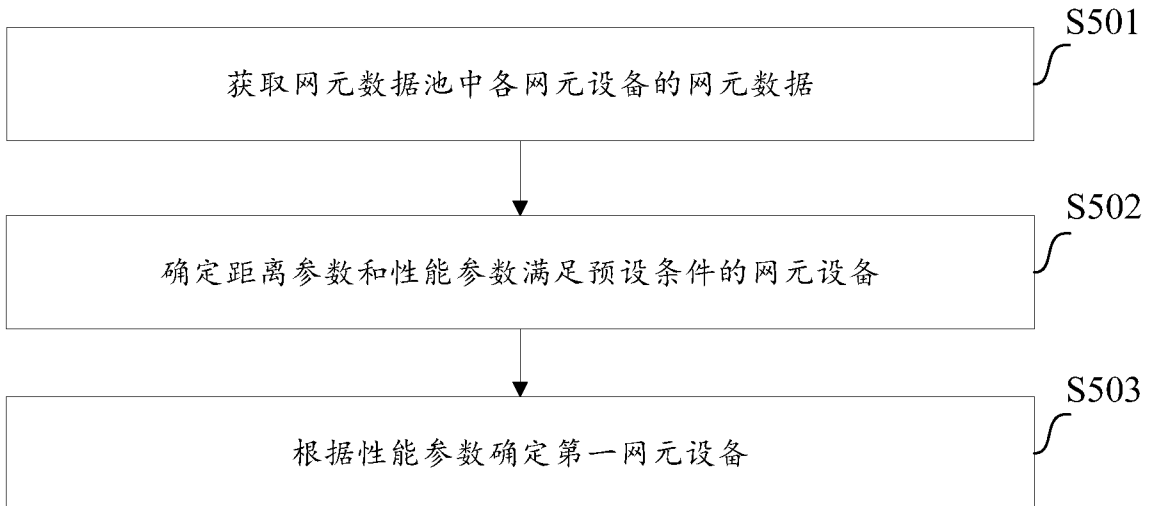 S501
获取网元数据池中各网元设备的网元数据
S502
确定距离参数和性能参数满足预设条件的网元设备
S503
根据性能参数确定第一网元设备